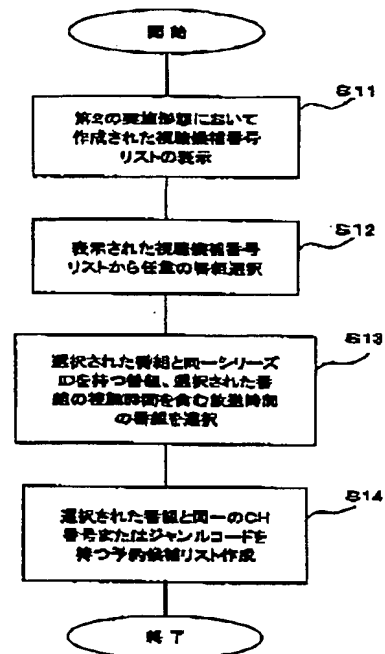 開始
S11
第2の実施形態において
作成された視聴候補番号
リストの表示
S12
表示された視聴候補番号
リストから任意の番組選択
S13
選択された番組と同一シリーズ
IDを持つ番組、選択された番
組の視聴時間を含む放送時間
の番組を選択
S14
選択された番組と同一のCH
番号またはジャンルコードを
持つ予約候補リスト作成
終了